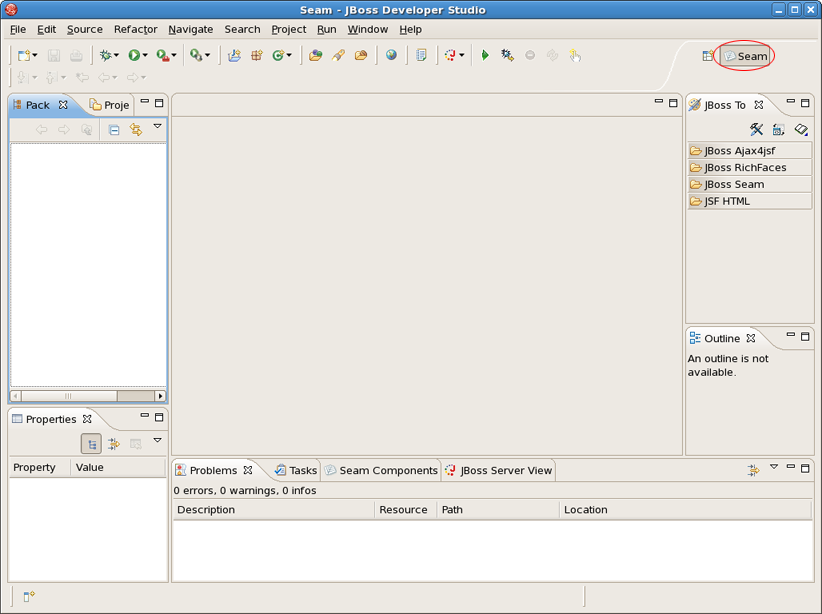 Seam - JBoss Developer Studio
File Edit Source Refactor Navigate Search Project Run Window Help
Seam
Pack Proje
JBoss To
JBoss Ajax4jsf
JBoss RichFaces
JBoss Seam
JSF HTML
Outline
An outline is not
available.
Properties
Property Value
Problems Tasks Seam Components JBoss Server View
0 errors, 0 warnings, 0 infos
Description Resource Path Location